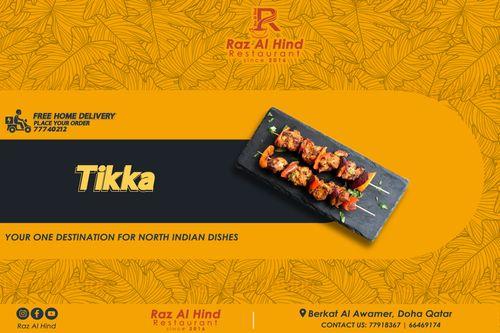 Raz Al Hind
Restaurant
since 2016
FREE HOME DELIVERY
PLACE YOUR ORDER
77740212
Tikka
YOUR ONE DESTINATION FOR NORTH INDIAN DISHES
Raz Al Hind
Raz Al Hind
Restaurant
since 2016
Berkat Al Awamer, Doha Qatar
CONTACT US: 77918367 | 66469174